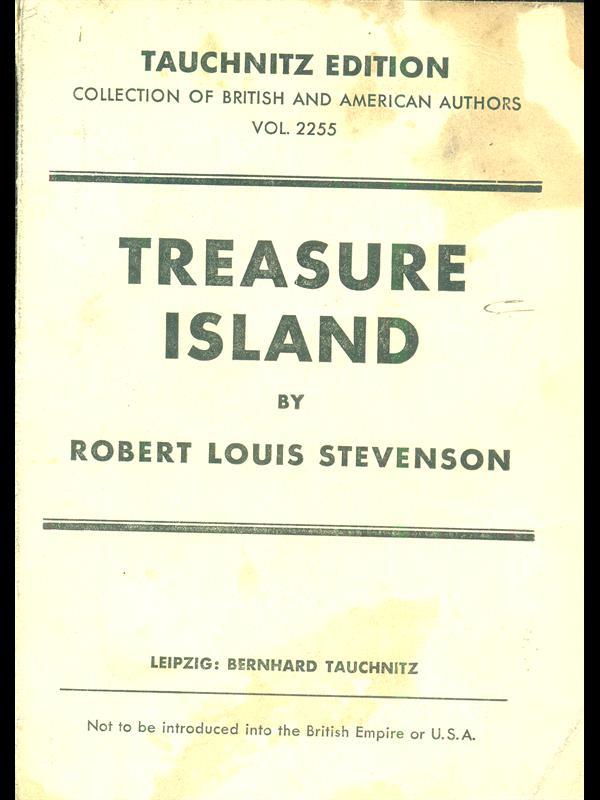 TAUCHNITZ EDITION
COLLECTION OF BRITISH AND AMERICAN AUTHORS
VOL. 2255
TREASURE
ISLAND
BY
ROBERT LOUIS STEVENSON
LEIPZIG: BERNHARD TAUCHNITZ
Not to be introduced into the British Empire or U.S.A.